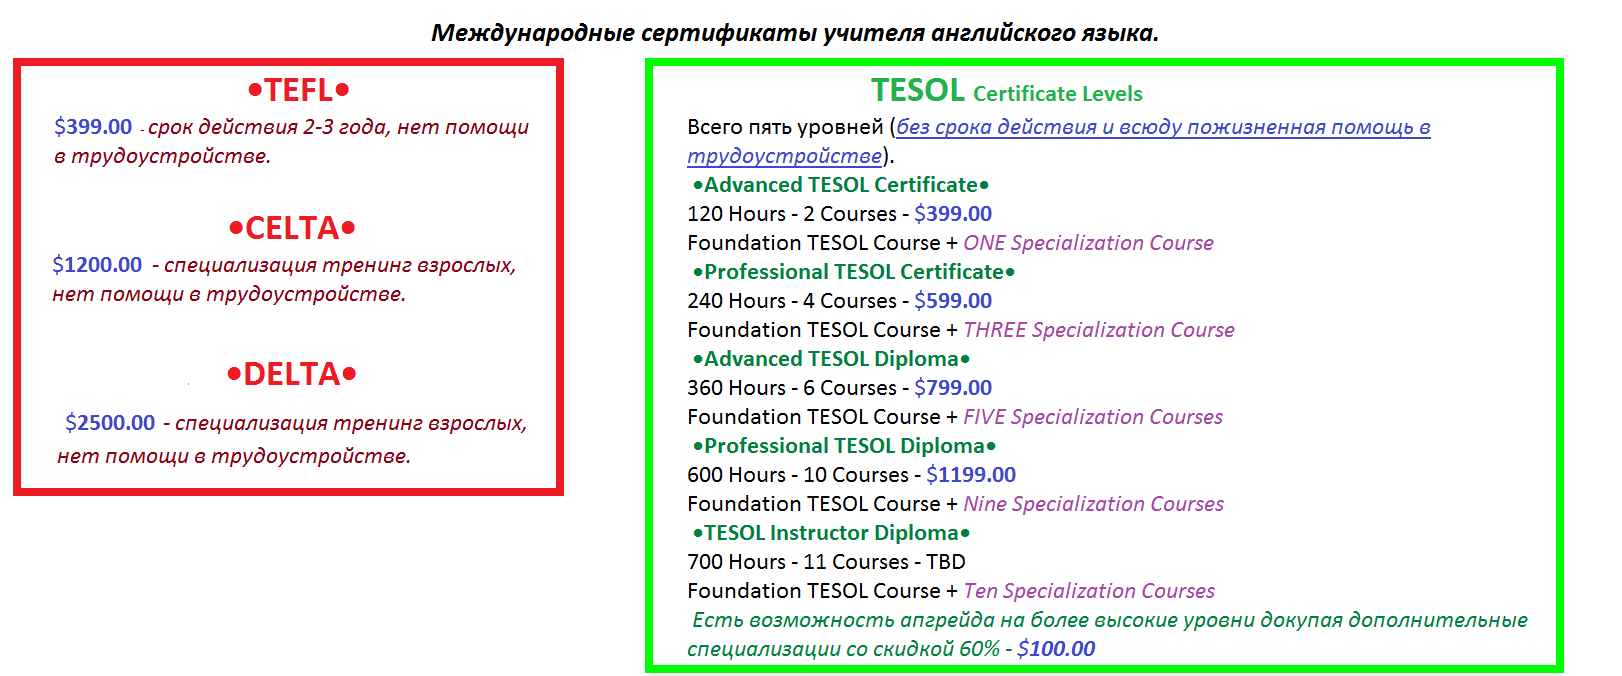 Международные сертификаты учителя английского языка.
•TEFL•
$399.00 - срок действия 2-3 года, нет помощи
в трудоустройстве.
•CELTA•
$1200.00 - специализация тренинг взрослых,
нет помощи в трудоустройстве.
•DELTA•
$2500.00 - специализация тренинг взрослых,
нет помощи в трудоустройстве.
TESOL Certificate Levels
Всего пять уровней (без срока действия и всюду пожизненная помощь в
трудоустройстве).
•Advanced TESOL Certificate•
120 Hours - 2 Courses - $399.00
Foundation TESOL Course + ONE Specialization Course
•Professional TESOL Certificate•
240 Hours - 4 Courses - $599.00
Foundation TESOL Course + THREE Specialization Course
•Advanced TESOL Diploma•
360 Hours - 6 Courses - $799.00
Foundation TESOL Course + FIVE Specialization Courses
•Professional TESOL Diploma•
600 Hours - 10 Courses - $1199.00
Foundation TESOL Course + Nine Specialization Courses
•TESOL Instructor Diploma•
700 Hours - 11 Courses - TBD
Foundation TESOL Course + Ten Specialization Courses
Есть возможность апгрейда на более высокие уровни докупая дополнительные
специализации со скидкой 60% - $100.00